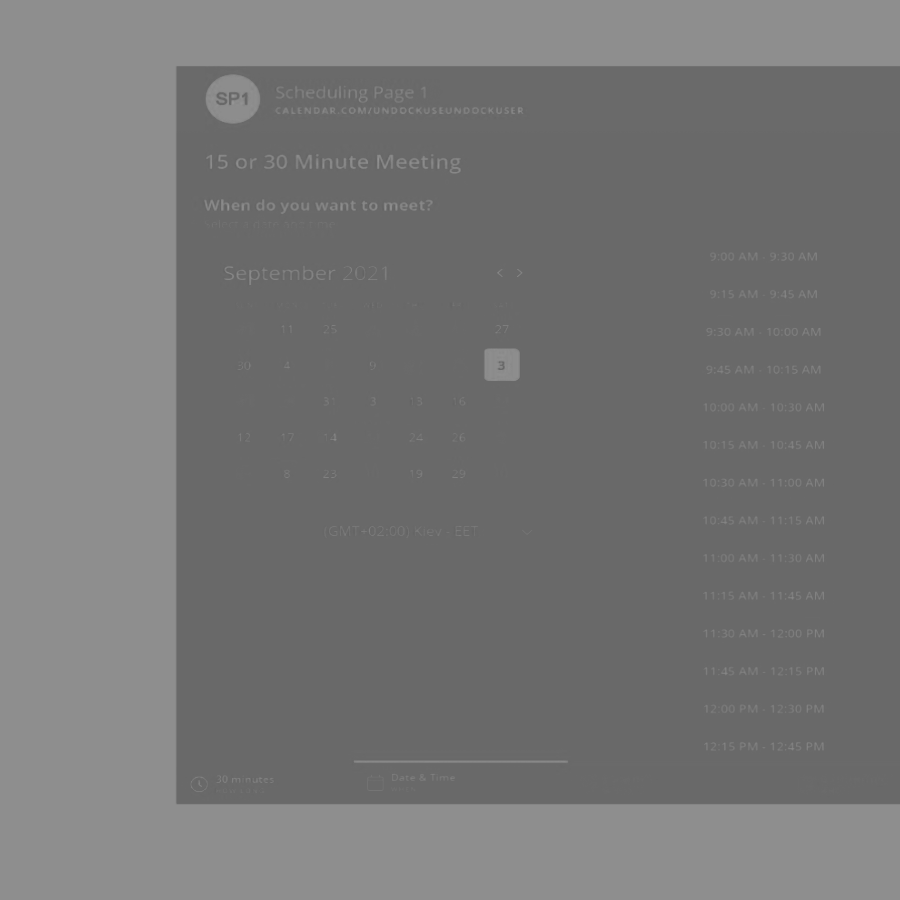 SP1
Scheduling Page 1
CALENDAR.COM/UNDOCKUSEUNDOCKUSER
15 or 30 Minute Meeting
When do you want to meet?
September 2021
11 25 27
30 4 9 3
31 3 13 16
12 17 14 24 26
8 23 19 29
(GMT+02:00) Kiev - EET
9:00 AM - 9:30 AM
9:15 AM - 9:45 AM
9:30 AM - 10:00 AM
9:45 AM - 10:15 AM
10:00 AM - 10:30 AM
10:15 AM - 10:45 AM
10:30 AM - 11:00 AM
10:45 AM - 11:15 AM
11:00 AM - 11:30 AM
11:15 AM - 11:45 AM
11:30 AM - 12:00 PM
11:45 AM - 12:15 PM
12:00 PM - 12:30 PM
12:15 PM - 12:45 PM
30 minutes
Date & Time